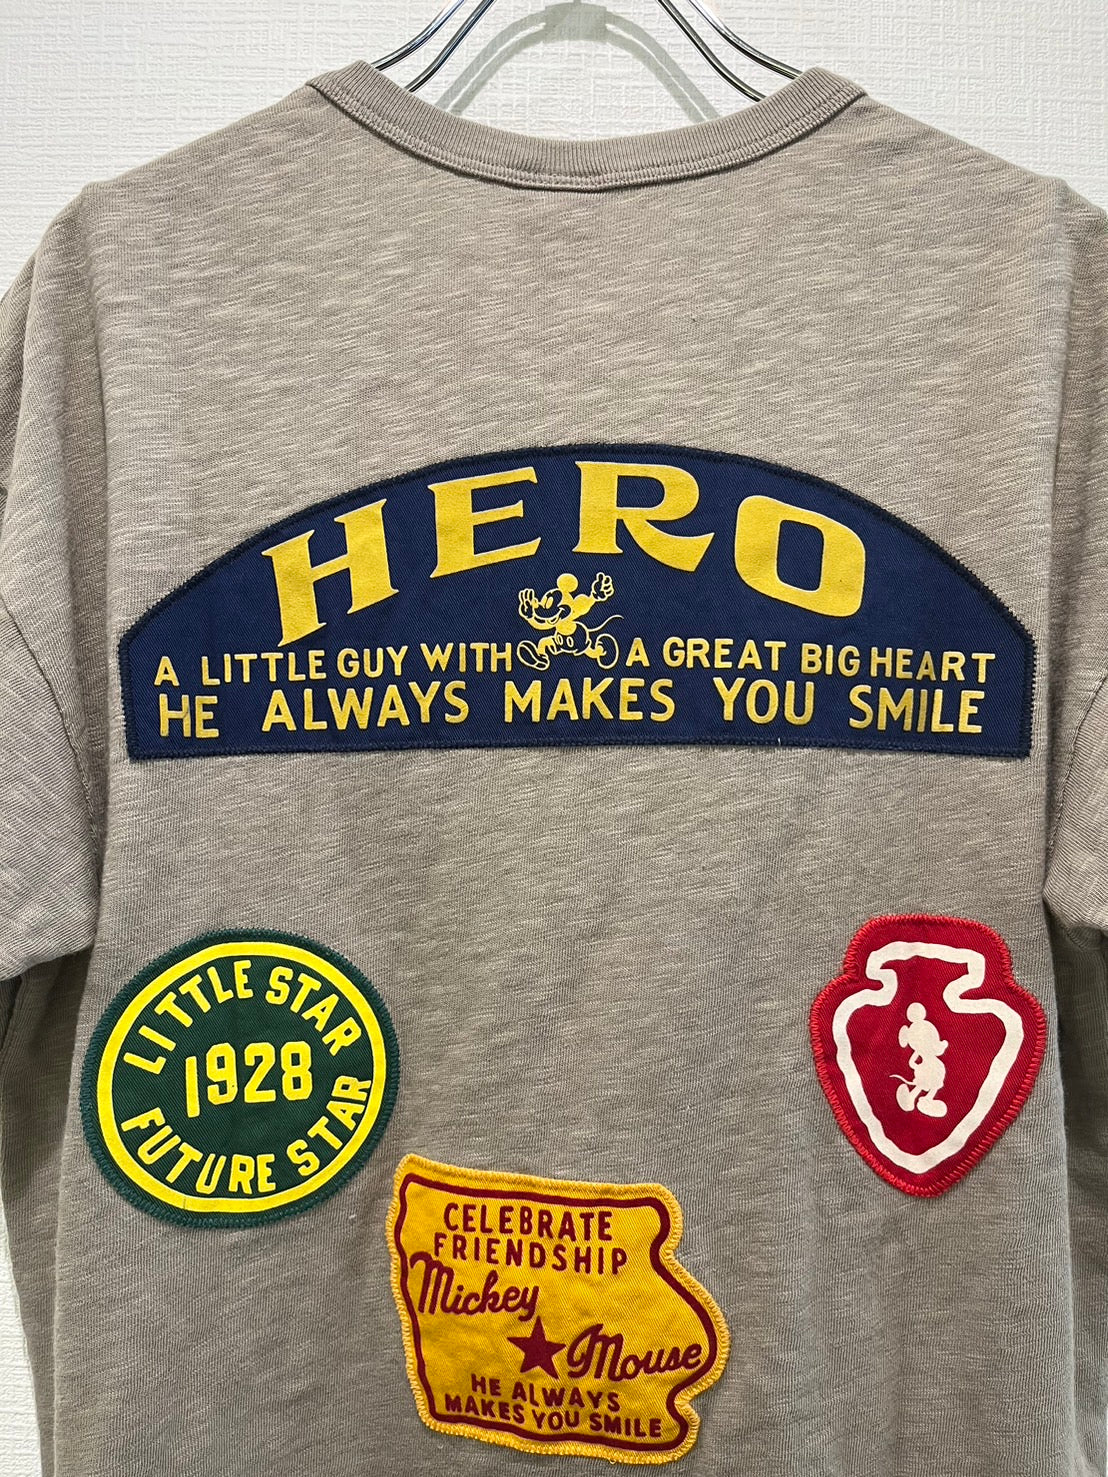 HERO
A LITTLE GUY WITH A GREAT BIG HEART
HE ALWAYS MAKES YOU SMILE
LITTLE STAR
1928
FUTURE STAR
CELEBRATE
FRIENDSHIP
Mickey
Mouse
HE ALWAYS
MAKES YOU SMILE